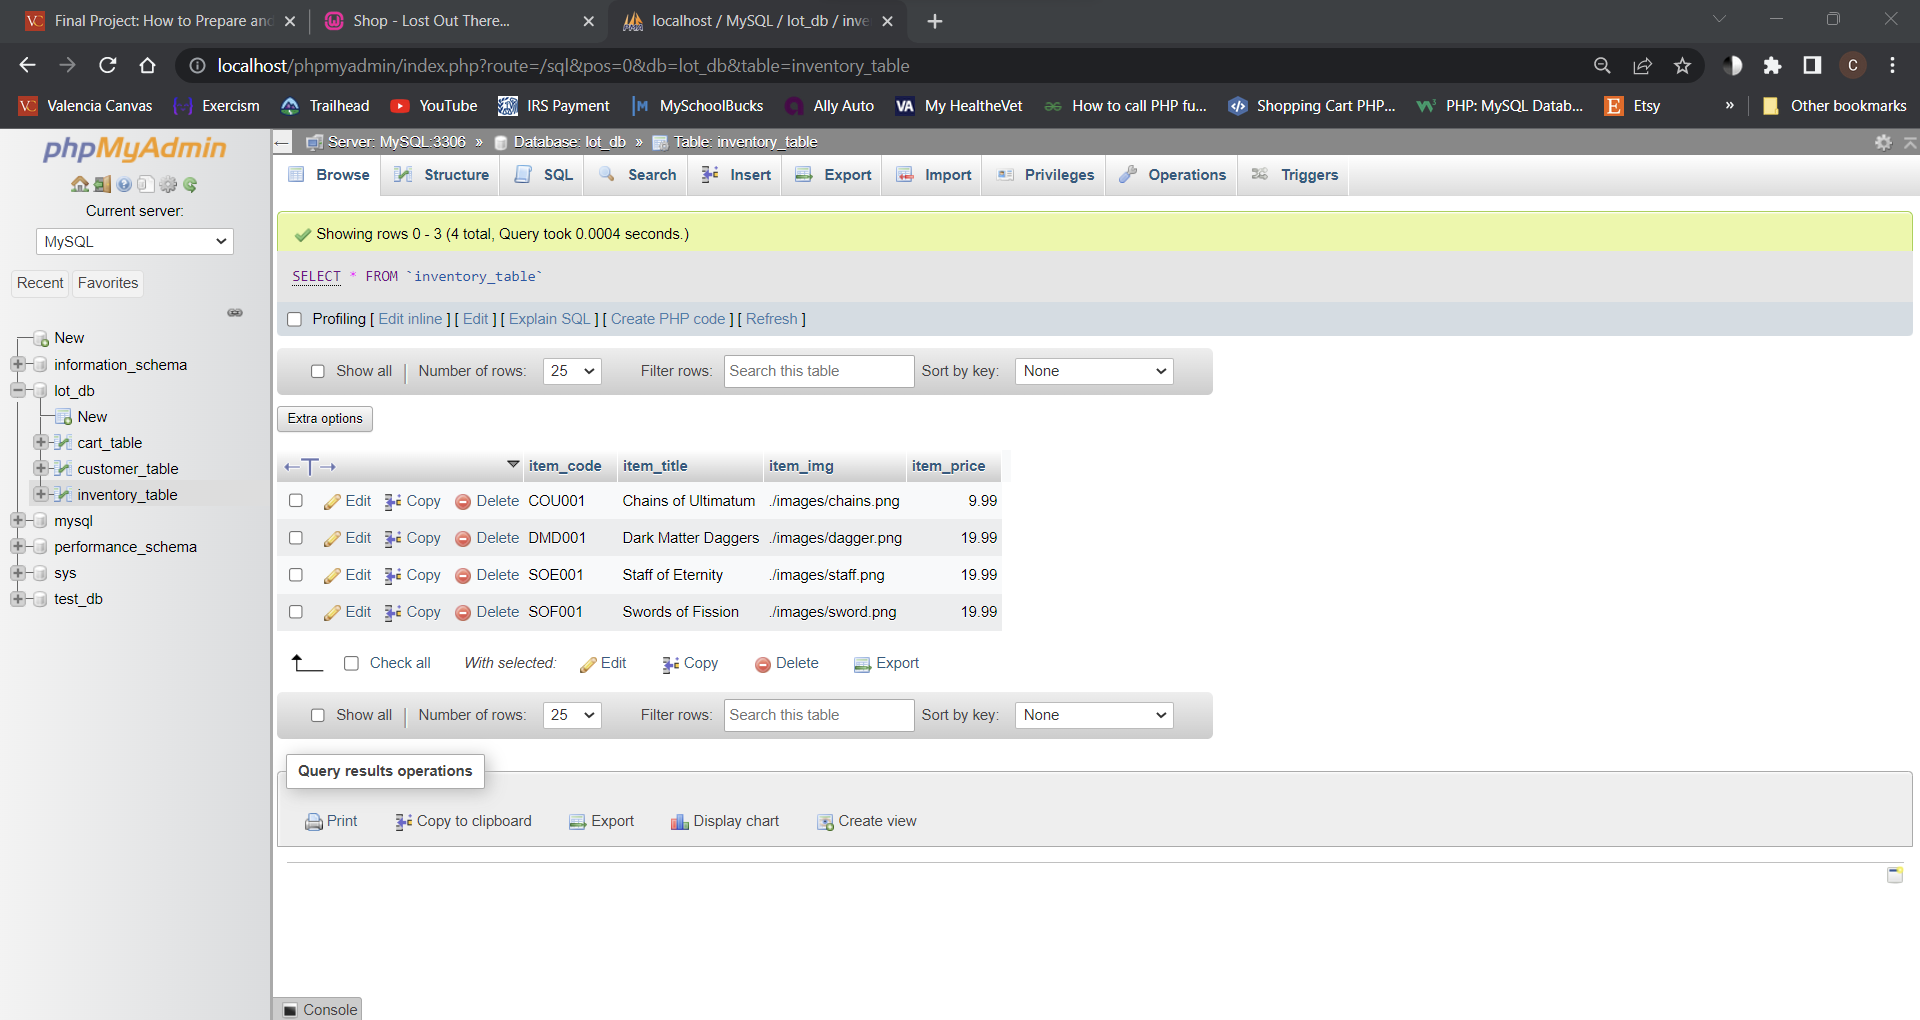 Final Project: How to Prepare and
Shop - Lost Out There...
localhost / MySQL / lot_db / inve
localhost/phpmyadmin/index.php?route=/sql&pos=0&db=lot_db&table=inventory_table
C
VC Valencia Canvas
Exercism
Trailhead
YouTube
IRS Payment
MySchoolBucks
Ally Auto
VA My HealtheVet
How to call PHP fu...
Shopping Cart PHP...
PHP: MySQL Datab...
E Etsy
»
Other bookmarks
phpMyAdmin
Current server:
MySQL
Recent Favorites
New
information_schema
lot_db
New
cart_table
customer_table
inventory_table
mysql
performance_schema
sys
test_db
Server: MySQL:3306 » Database: lot_db » Table: inventory_table
Browse Structure SQL Search Insert Export Import Privileges Operations Triggers
Showing rows 0 - 3 (4 total, Query took 0.0004 seconds.)
SELECT * FROM `inventory_table`
Profiling [ Edit inline ] [ Edit ] [ Explain SQL ] [ Create PHP code ] [ Refresh ]
Show all | Number of rows: 25 Filter rows: Search this table Sort by key: None
Extra options
←T→ item_code item_title item_img item_price
Edit Copy Delete COU001 Chains of Ultimatum ./images/chains.png 9.99
Edit Copy Delete DMD001 Dark Matter Daggers ./images/dagger.png 19.99
Edit Copy Delete SOE001 Staff of Eternity ./images/staff.png 19.99
Edit Copy Delete SOF001 Swords of Fission ./images/sword.png 19.99
Check all With selected: Edit Copy Delete Export
Show all | Number of rows: 25 Filter rows: Search this table Sort by key: None
Query results operations
Print Copy to clipboard Export Display chart Create view
Console